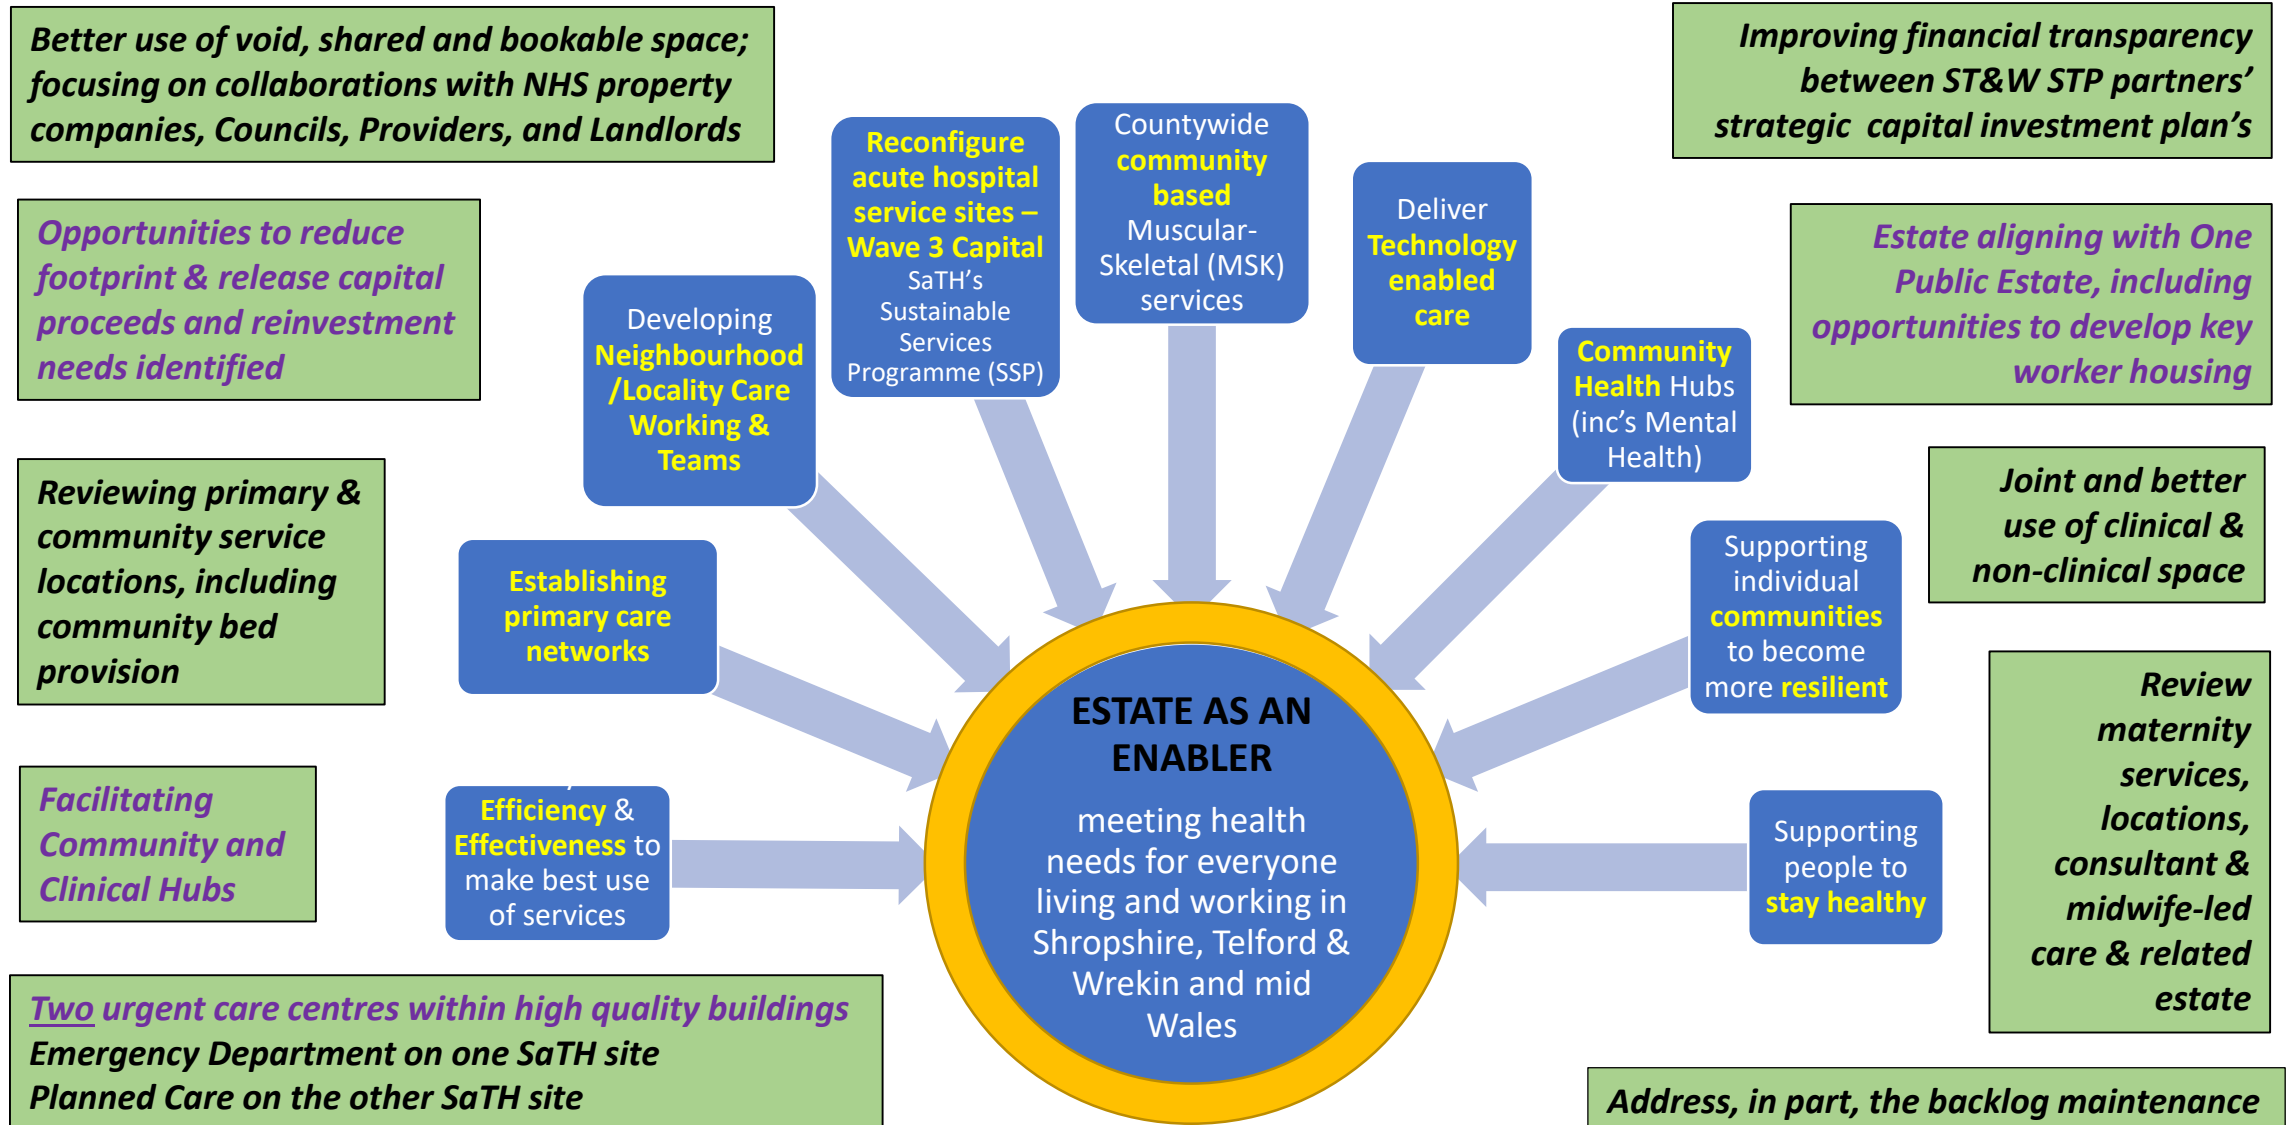 Better use of void, shared and bookable space;
focusing on collaborations with NHS property
companies, Councils, Providers, and Landlords
Improving financial transparency
between ST&W STP partners’
strategic capital investment plan’s
Opportunities to reduce
footprint & release capital
proceeds and reinvestment
needs identified
Reviewing primary &
community service
locations, including
community bed
provision
Facilitating
Community and
Clinical Hubs
Two urgent care centres within high quality buildings
Emergency Department on one SaTH site
Planned Care on the other SaTH site
Efficiency &
Effectiveness to
make best use
of services
Establishing
primary care
networks
Developing
Neighbourhood
/Locality Care
Working &
Teams
Reconfigure
acute hospital
service sites –
Wave 3 Capital
SaTH’s
Sustainable
Services
Programme (SSP)
Countywide
community
based
Muscular-
Skeletal (MSK)
services
Deliver
Technology
enabled
care
Community
Health Hubs
(inc’s Mental
Health)
Supporting
individual
communities
to become
more resilient
Supporting
people to
stay healthy
ESTATE AS AN
ENABLER
meeting health
needs for everyone
living and working in
Shropshire, Telford &
Wrekin and mid
Wales
Estate aligning with One
Public Estate, including
opportunities to develop key
worker housing
Joint and better
use of clinical &
non-clinical space
Review
maternity
services,
locations,
consultant &
midwife-led
care & related
estate
Address, in part, the backlog maintenance